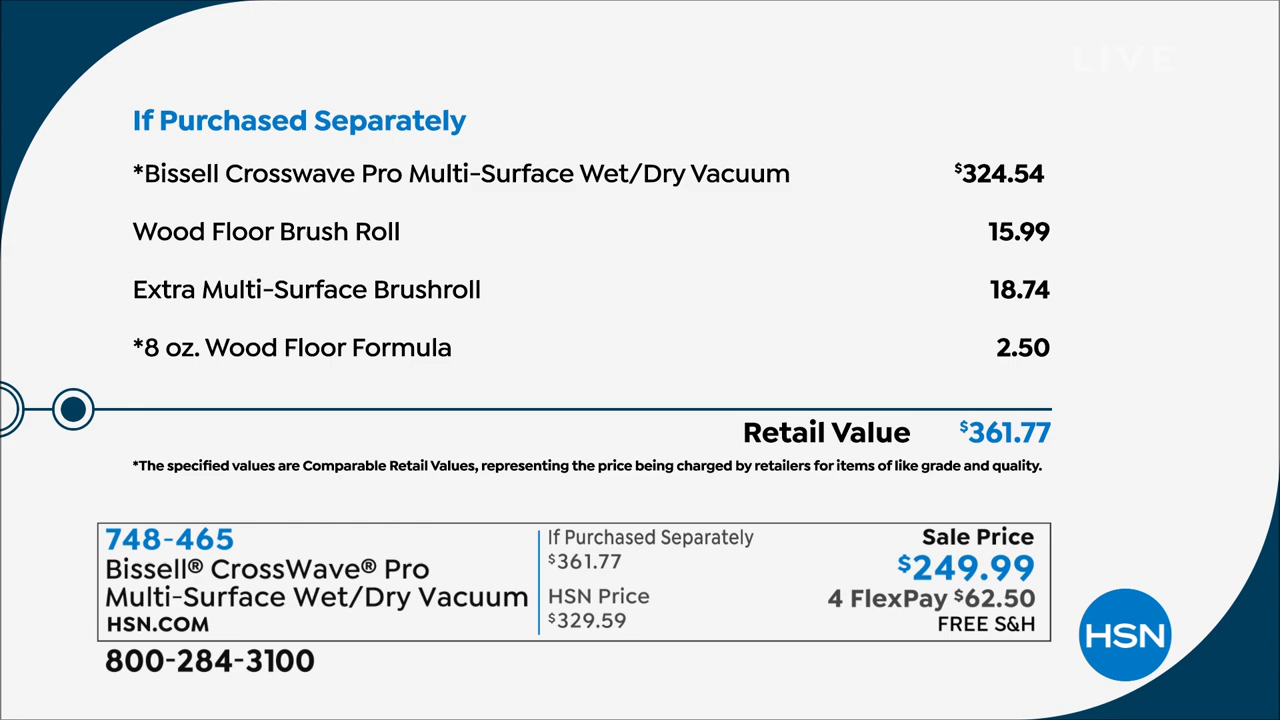 LIVE
If Purchased Separately
*Bissell Crosswave Pro Multi-Surface Wet/Dry Vacuum $324.54
Wood Floor Brush Roll 15.99
Extra Multi-Surface Brushroll 18.74
*8 oz. Wood Floor Formula 2.50
Retail Value $361.77
*The specified values are Comparable Retail Values, representing the price being charged by retailers for items of like grade and quality.
748-465
Bissell® CrossWave® Pro
Multi-Surface Wet/Dry Vacuum
HSN.COM
If Purchased Separately
$361.77
HSN Price
$329.59
Sale Price
$249.99
4 FlexPay $62.50
FREE S&H
HSN
800-284-3100